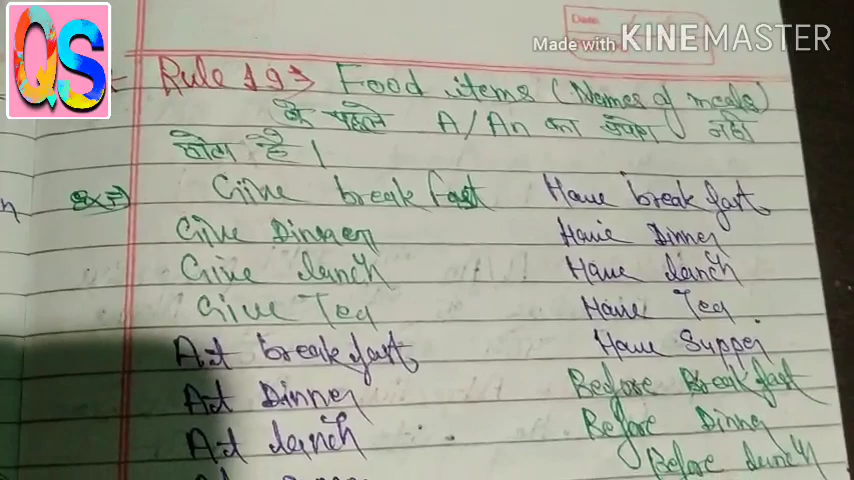 QS
Made with KINEMASTER
Rule 19 → Food items (Names of meals)
के पहले A/An का प्रयोग नहीं
होता है।
Ex → Give breakfast Have breakfast
Give Dinner Have Dinner
Give lunch Have lunch
Give Tea Have Tea
At breakfast Have Supper
At Dinner Before Breakfast
At lunch Before Dinner
Before lunch